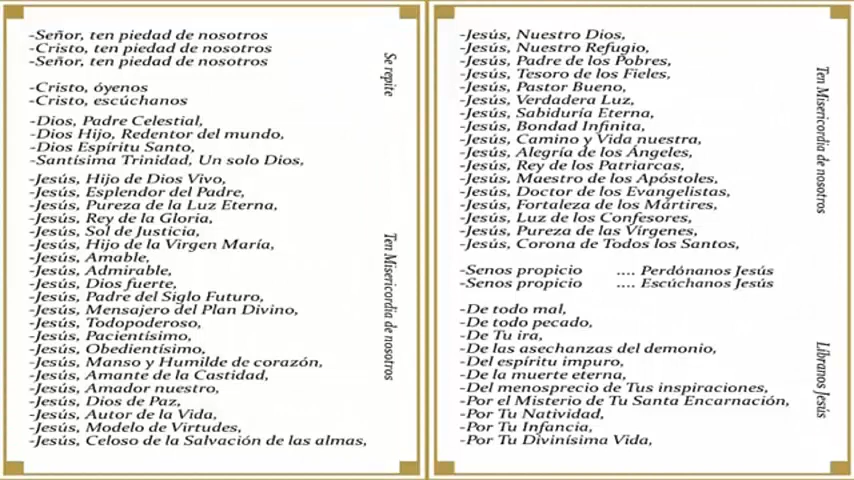 -Señor, ten piedad de nosotros
-Cristo, ten piedad de nosotros
-Señor, ten piedad de nosotros
-Cristo, óyenos
-Cristo, escúchanos
Se repite
-Dios, Padre Celestial,
-Dios Hijo, Redentor del mundo,
-Dios Espíritu Santo,
-Santísima Trinidad, Un solo Dios,
-Jesús, Hijo de Dios Vivo,
-Jesús, Esplendor del Padre,
-Jesús, Pureza de la Luz Eterna,
-Jesús, Rey de la Gloria,
-Jesús, Sol de Justicia,
-Jesús, Hijo de la Virgen María,
-Jesús, Amable,
-Jesús, Admirable,
-Jesús, Dios fuerte,
-Jesús, Padre del Siglo Futuro,
-Jesús, Mensajero del Plan Divino,
-Jesús, Todopoderoso,
-Jesús, Pacientísimo,
-Jesús, Obedientísimo,
-Jesús, Manso y Humilde de corazón,
-Jesús, Amante de la Castidad,
-Jesús, Amador nuestro,
-Jesús, Dios de Paz,
-Jesús, Autor de la Vida,
-Jesús, Modelo de Virtudes,
-Jesús, Celoso de la Salvación de las almas,
Ten Misericordia de nosotros
-Jesús, Nuestro Dios,
-Jesús, Nuestro Refugio,
-Jesús, Padre de los Pobres,
-Jesús, Tesoro de los Fieles,
-Jesús, Pastor Bueno,
-Jesús, Verdadera Luz,
-Jesús, Sabiduría Eterna,
-Jesús, Bondad Infinita,
-Jesús, Camino y Vida nuestra,
-Jesús, Alegría de los Ángeles,
-Jesús, Rey de los Patriarcas,
-Jesús, Maestro de los Apóstoles,
-Jesús, Doctor de los Evangelistas,
-Jesús, Fortaleza de los Mártires,
-Jesús, Luz de los Confesores,
-Jesús, Pureza de las Vírgenes,
-Jesús, Corona de Todos los Santos,
Ten Misericordia de nosotros
-Senos propicio .... Perdónanos Jesús
-Senos propicio .... Escúchanos Jesús
-De todo mal,
-De todo pecado,
-De Tu ira,
-De las asechanzas del demonio,
-Del espíritu impuro,
-De la muerte eterna,
-Del menosprecio de Tus inspiraciones,
-Por el Misterio de Tu Santa Encarnación,
-Por Tu Natividad,
-Por Tu Infancia,
-Por Tu Divinísima Vida,
Líbranos Jesús